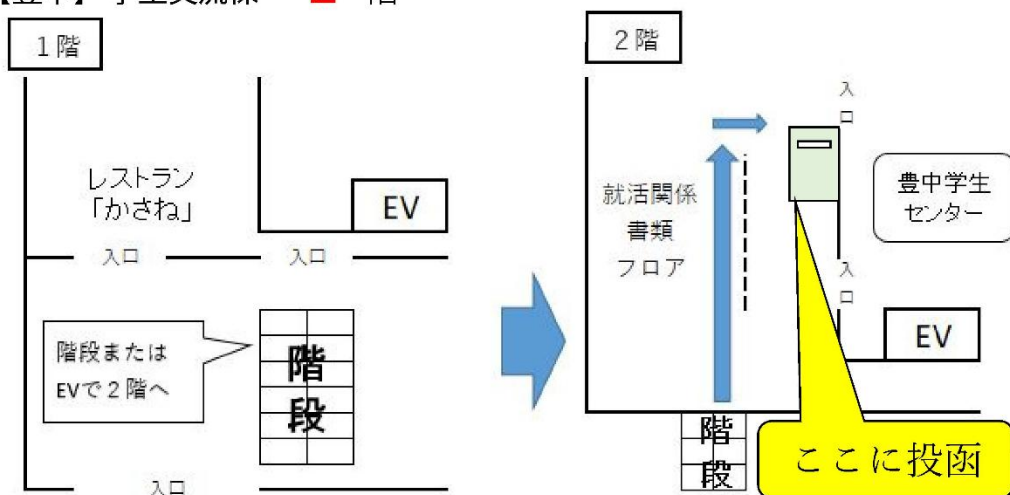 １階
レストラン
「かさね」
EV
入口
入口
階段または
EVで２階へ
階
段
入口
２階
入
口
就活関係
書類
フロア
豊中学生
センター
入
口
EV
階
段
ここに投函